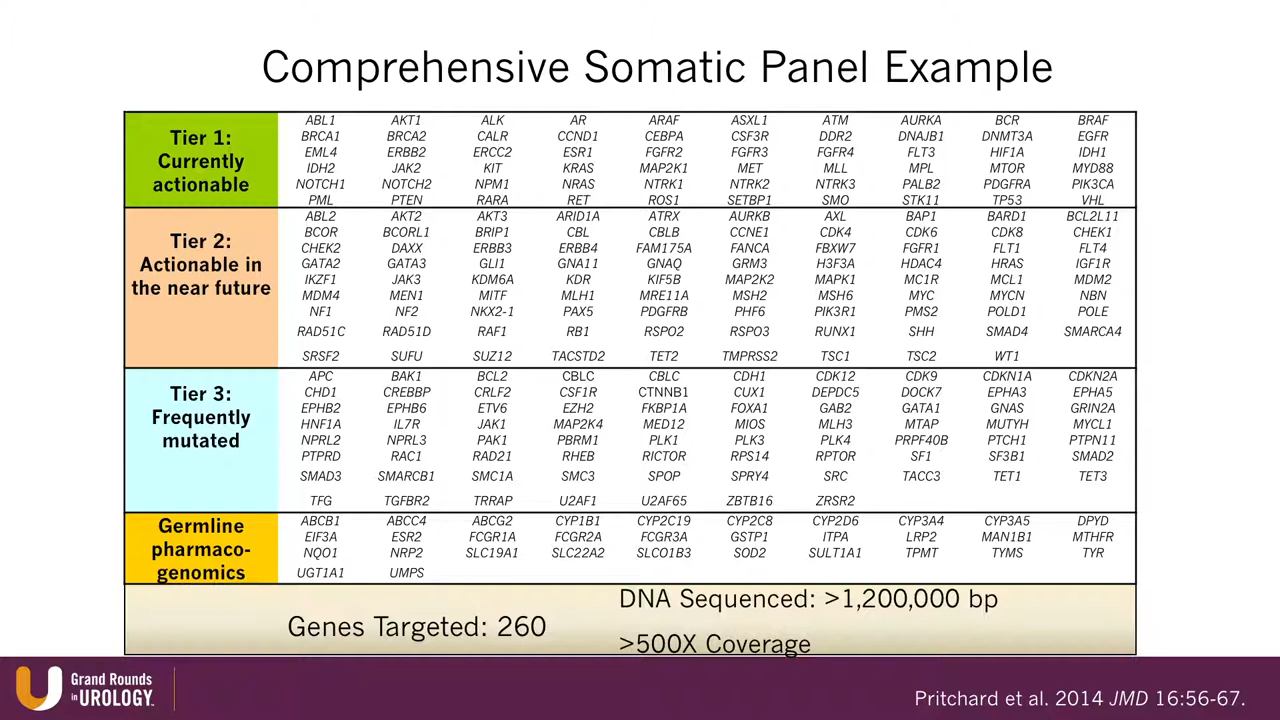 Comprehensive Somatic Panel Example
Tier 1:
Currently
actionable
ABL1 AKT1 ALK AR ARAF ASXL1 ATM AURKA BCR BRAF
BRCA1 BRCA2 CALR CCND1 CEBPA CSF3R DDR2 DNAJB1 DNMT3A EGFR
EML4 ERBB2 ERCC2 ESR1 FGFR2 FGFR3 FGFR4 FLT3 HIF1A IDH1
IDH2 JAK2 KIT KRAS MAP2K1 MET MLL MPL MTOR MYD88
NOTCH1 NOTCH2 NPM1 NRAS NTRK1 NTRK2 NTRK3 PALB2 PDGFRA PIK3CA
PML PTEN RARA RET ROS1 SETBP1 SMO STK11 TP53 VHL
Tier 2:
Actionable in
the near future
ABL2 AKT2 AKT3 ARID1A ATRX AURKB AXL BAP1 BARD1 BCL2L11
BCOR BCORL1 BRIP1 CBL CBLB CCNE1 CDK4 CDK6 CDK8 CHEK1
CHEK2 DAXX ERBB3 ERBB4 FAM175A FANCA FBXW7 FGFR1 FLT1 FLT4
GATA2 GATA3 GLI1 GNA11 GNAQ GRM3 H3F3A HDAC4 HRAS IGF1R
IKZF1 JAK3 KDM6A KDR KIF5B MAP2K2 MAPK1 MC1R MCL1 MDM2
MDM4 MEN1 MITF MLH1 MRE11A MSH2 MSH6 MYC MYCN NBN
NF1 NF2 NKX2-1 PAX5 PDGFRB PHF6 PIK3R1 PMS2 POLD1 POLE
RAD51C RAD51D RAF1 RB1 RSPO2 RSPO3 RUNX1 SHH SMAD4 SMARCA4
SRSF2 SUFU SUZ12 TACSTD2 TET2 TMPRSS2 TSC1 TSC2 WT1
Tier 3:
Frequently
mutated
APC BAK1 BCL2 CBLC CBLC CDH1 CDK12 CDK9 CDKN1A CDKN2A
CHD1 CREBBP CRLF2 CSF1R CTNNB1 CUX1 DEPDC5 DOCK7 EPHA3 EPHA5
EPHB2 EPHB6 ETV6 EZH2 FKBP1A FOXA1 GAB2 GATA1 GNAS GRIN2A
HNF1A IL7R JAK1 MAP2K4 MED12 MIOS MLH3 MTAP MUTYH MYCL1
NPRL2 NPRL3 PAK1 PBRM1 PLK1 PLK3 PLK4 PRPF40B PTCH1 PTPN11
PTPRD RAC1 RAD21 RHEB RICTOR RPS14 RPTOR SF1 SF3B1 SMAD2
SMAD3 SMARCB1 SMC1A SMC3 SPOP SPRY4 SRC TACC3 TET1 TET3
TFG TGFBR2 TRRAP U2AF1 U2AF65 ZBTB16 ZRSR2
Germline
pharmaco-
genomics
ABCB1 ABCC4 ABCG2 CYP1B1 CYP2C19 CYP2C8 CYP2D6 CYP3A4 CYP3A5 DPYD
EIF3A ESR2 FCGR1A FCGR2A FCGR3A GSTP1 ITPA LRP2 MAN1B1 MTHFR
NQO1 NRP2 SLC19A1 SLC22A2 SLCO1B3 SOD2 SULT1A1 TPMT TYMS TYR
UGT1A1 UMPS
Genes Targeted: 260
DNA Sequenced: >1,200,000 bp
>500X Coverage
Grand Rounds
in UROLOGY.
Pritchard et al. 2014 JMD 16:56-67.